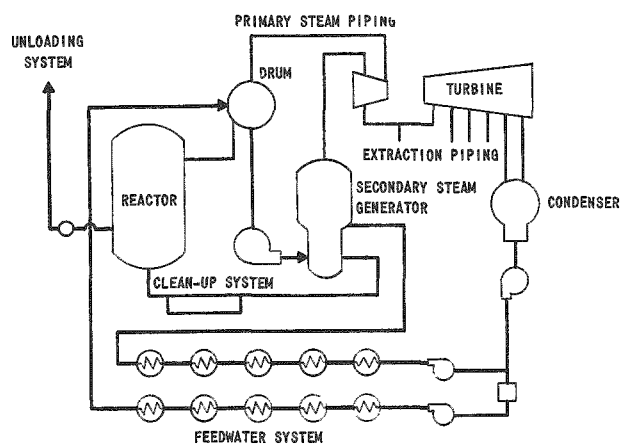 PRIMARY STEAM PIPING
UNLOADING
SYSTEM
DRUM
TURBINE
EXTRACTION PIPING
REACTOR
SECONDARY STEAM
GENERATOR
CONDENSER
CLEAN-UP SYSTEM
FEEDWATER SYSTEM